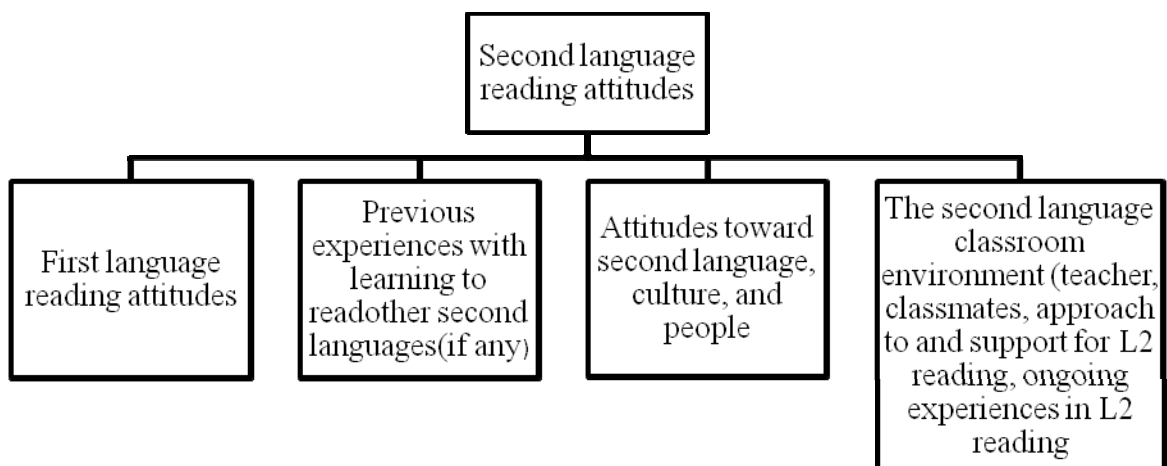 Second language
reading attitudes
First language
reading attitudes
Previous
experiences with
learning to
readother second
languages(if any)
Attitudes toward
second language,
culture, and
people
The second language
classroom
environment (teacher,
classmates, approach
to and support for L2
reading, ongoing
experiences in L2
reading